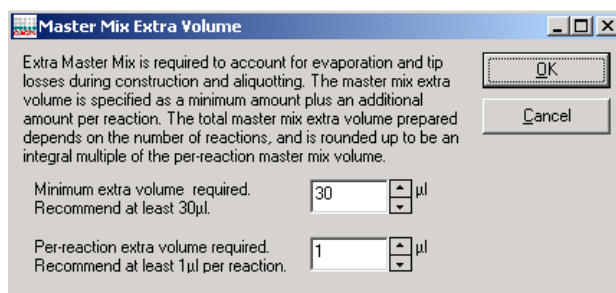 Master Mix Extra Volume
Extra Master Mix is required to account for evaporation and tip
losses during construction and aliquotting. The master mix extra
volume is specified as a minimum amount plus an additional
amount per reaction. The total master mix extra volume prepared
depends on the number of reactions, and is rounded up to be an
integral multiple of the per-reaction master mix volume.
OK
Cancel
Minimum extra volume required.
Recommend at least 30µl.
30 µl
Per-reaction extra volume required.
Recommend at least 1µl per reaction.
1 µl